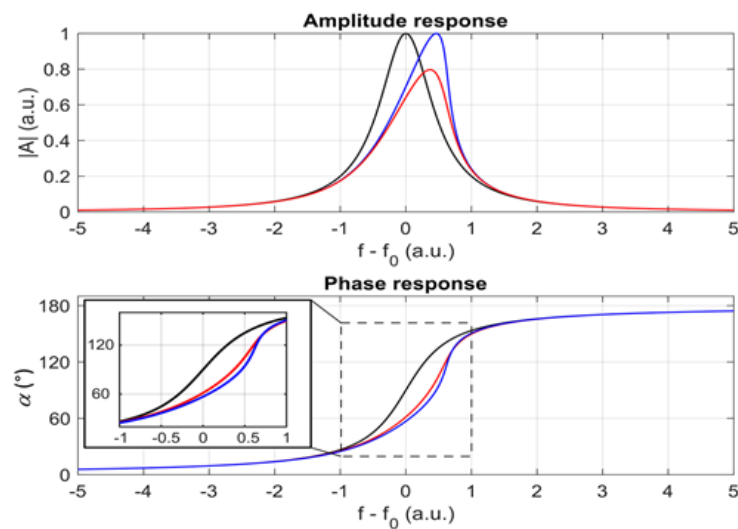 Amplitude response
1
0.8
0.6
0.4
0.2
0
|A| (a.u.)
-5 -4 -3 -2 -1 0 1 2 3 4 5
f - f0 (a.u.)
Phase response
180
120
60
0
α (°)
120
60
-1 -0.5 0 0.5 1
-5 -4 -3 -2 -1 0 1 2 3 4 5
f - f0 (a.u.)